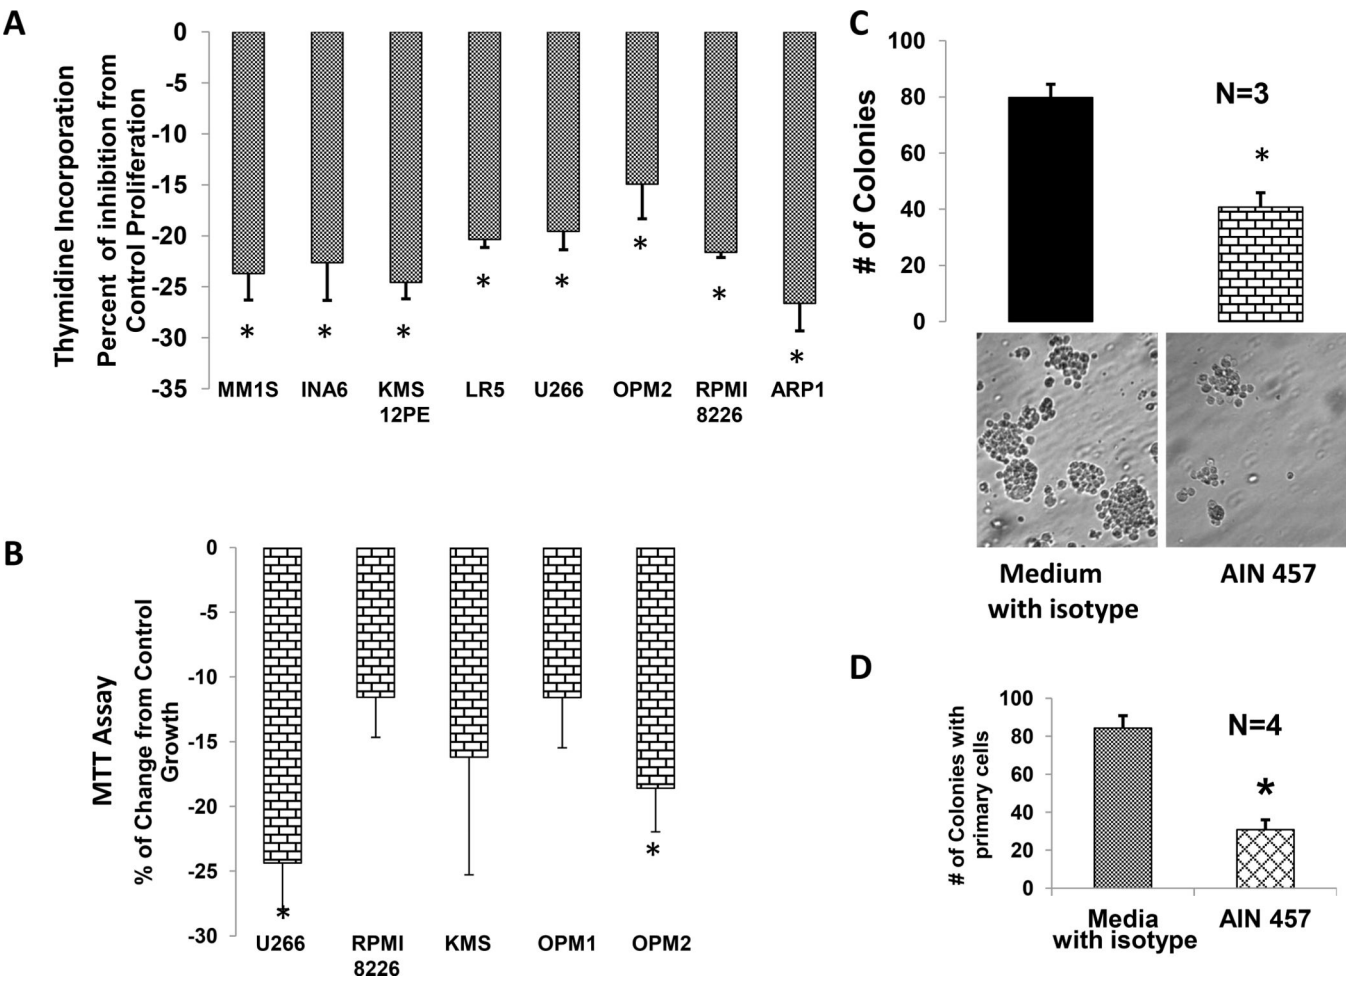 A
Thymidine Incorporation
Percent of inhibition from
Control Proliferation
0
-5
-10
-15
-20
-25
-30
-35
* * * * * * * *
MM1S INA6 KMS LR5 U266 OPM2 RPMI ARP1
12PE 8226
B
MTT Assay
% of Change from Control
Growth
0
-5
-10
-15
-20
-25
-30
* *
U266 RPMI KMS OPM1 OPM2
8226
C
# of Colonies
100
80
60
40
20
0
N=3
*
Medium AIN 457
with isotype
D
# of Colonies with
primary cells
100
80
60
40
20
0
N=4
*
Media AIN 457
with isotype